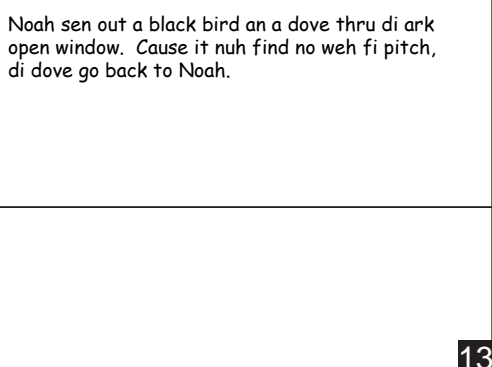 Noah sen out a black bird an a dove thru di ark
open window.  Cause it nuh find no weh fi pitch,
di dove go back to Noah.
13